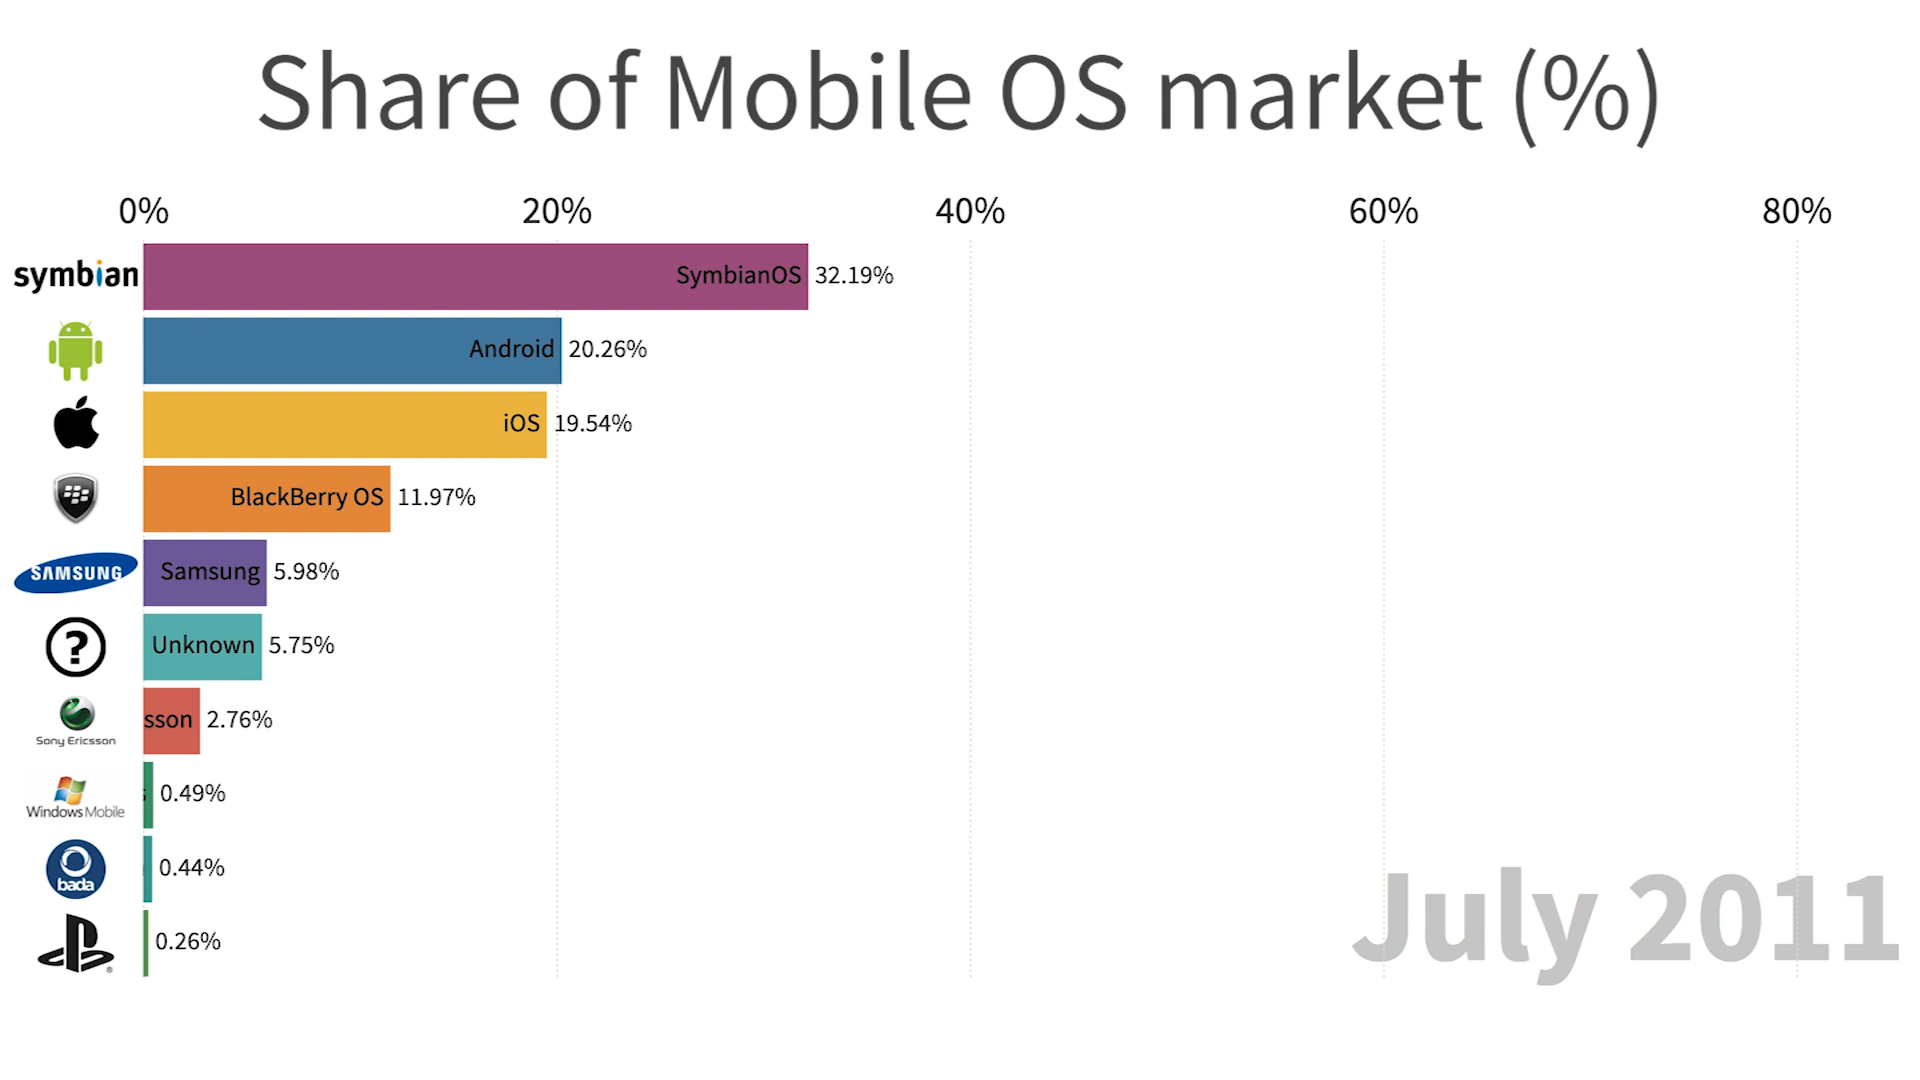 Share of Mobile OS market (%)
0% 20% 40% 60% 80%
symbian SymbianOS 32.19%
Android 20.26%
iOS 19.54%
BlackBerry OS 11.97%
SAMSUNG Samsung 5.98%
? Unknown 5.75%
Sony Ericsson sson 2.76%
Windows Mobile s 0.49%
bada 0.44%
0.26%
July 2011